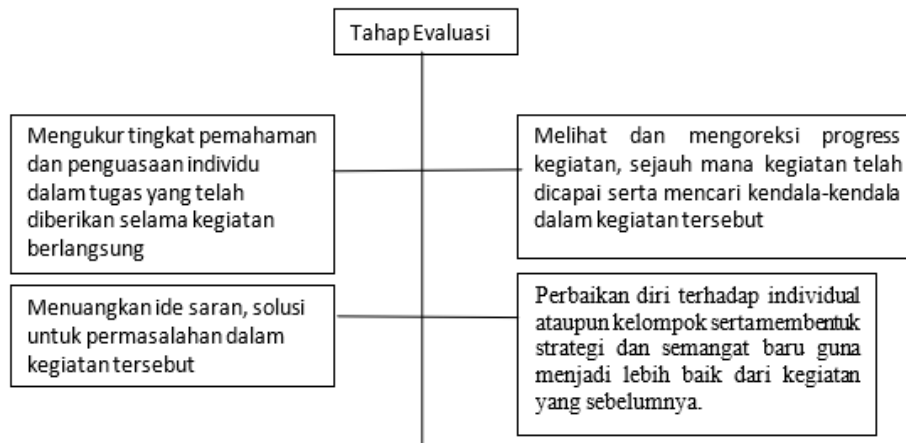 Tahap Evaluasi
Mengukur tingkat pemahaman
dan penguasaan individu
dalam tugas yang telah
diberikan selama kegiatan
berlangsung
Melihat dan mengoreksi progress
kegiatan, sejauh mana kegiatan telah
dicapai serta mencari kendala-kendala
dalam kegiatan tersebut
Menuangkan ide saran, solusi
untuk permasalahan dalam
kegiatan tersebut
Perbaikan diri terhadap individual
ataupun kelompok serta membentuk
strategi dan semangat baru guna
menjadi lebih baik dari kegiatan
yang sebelumnya.